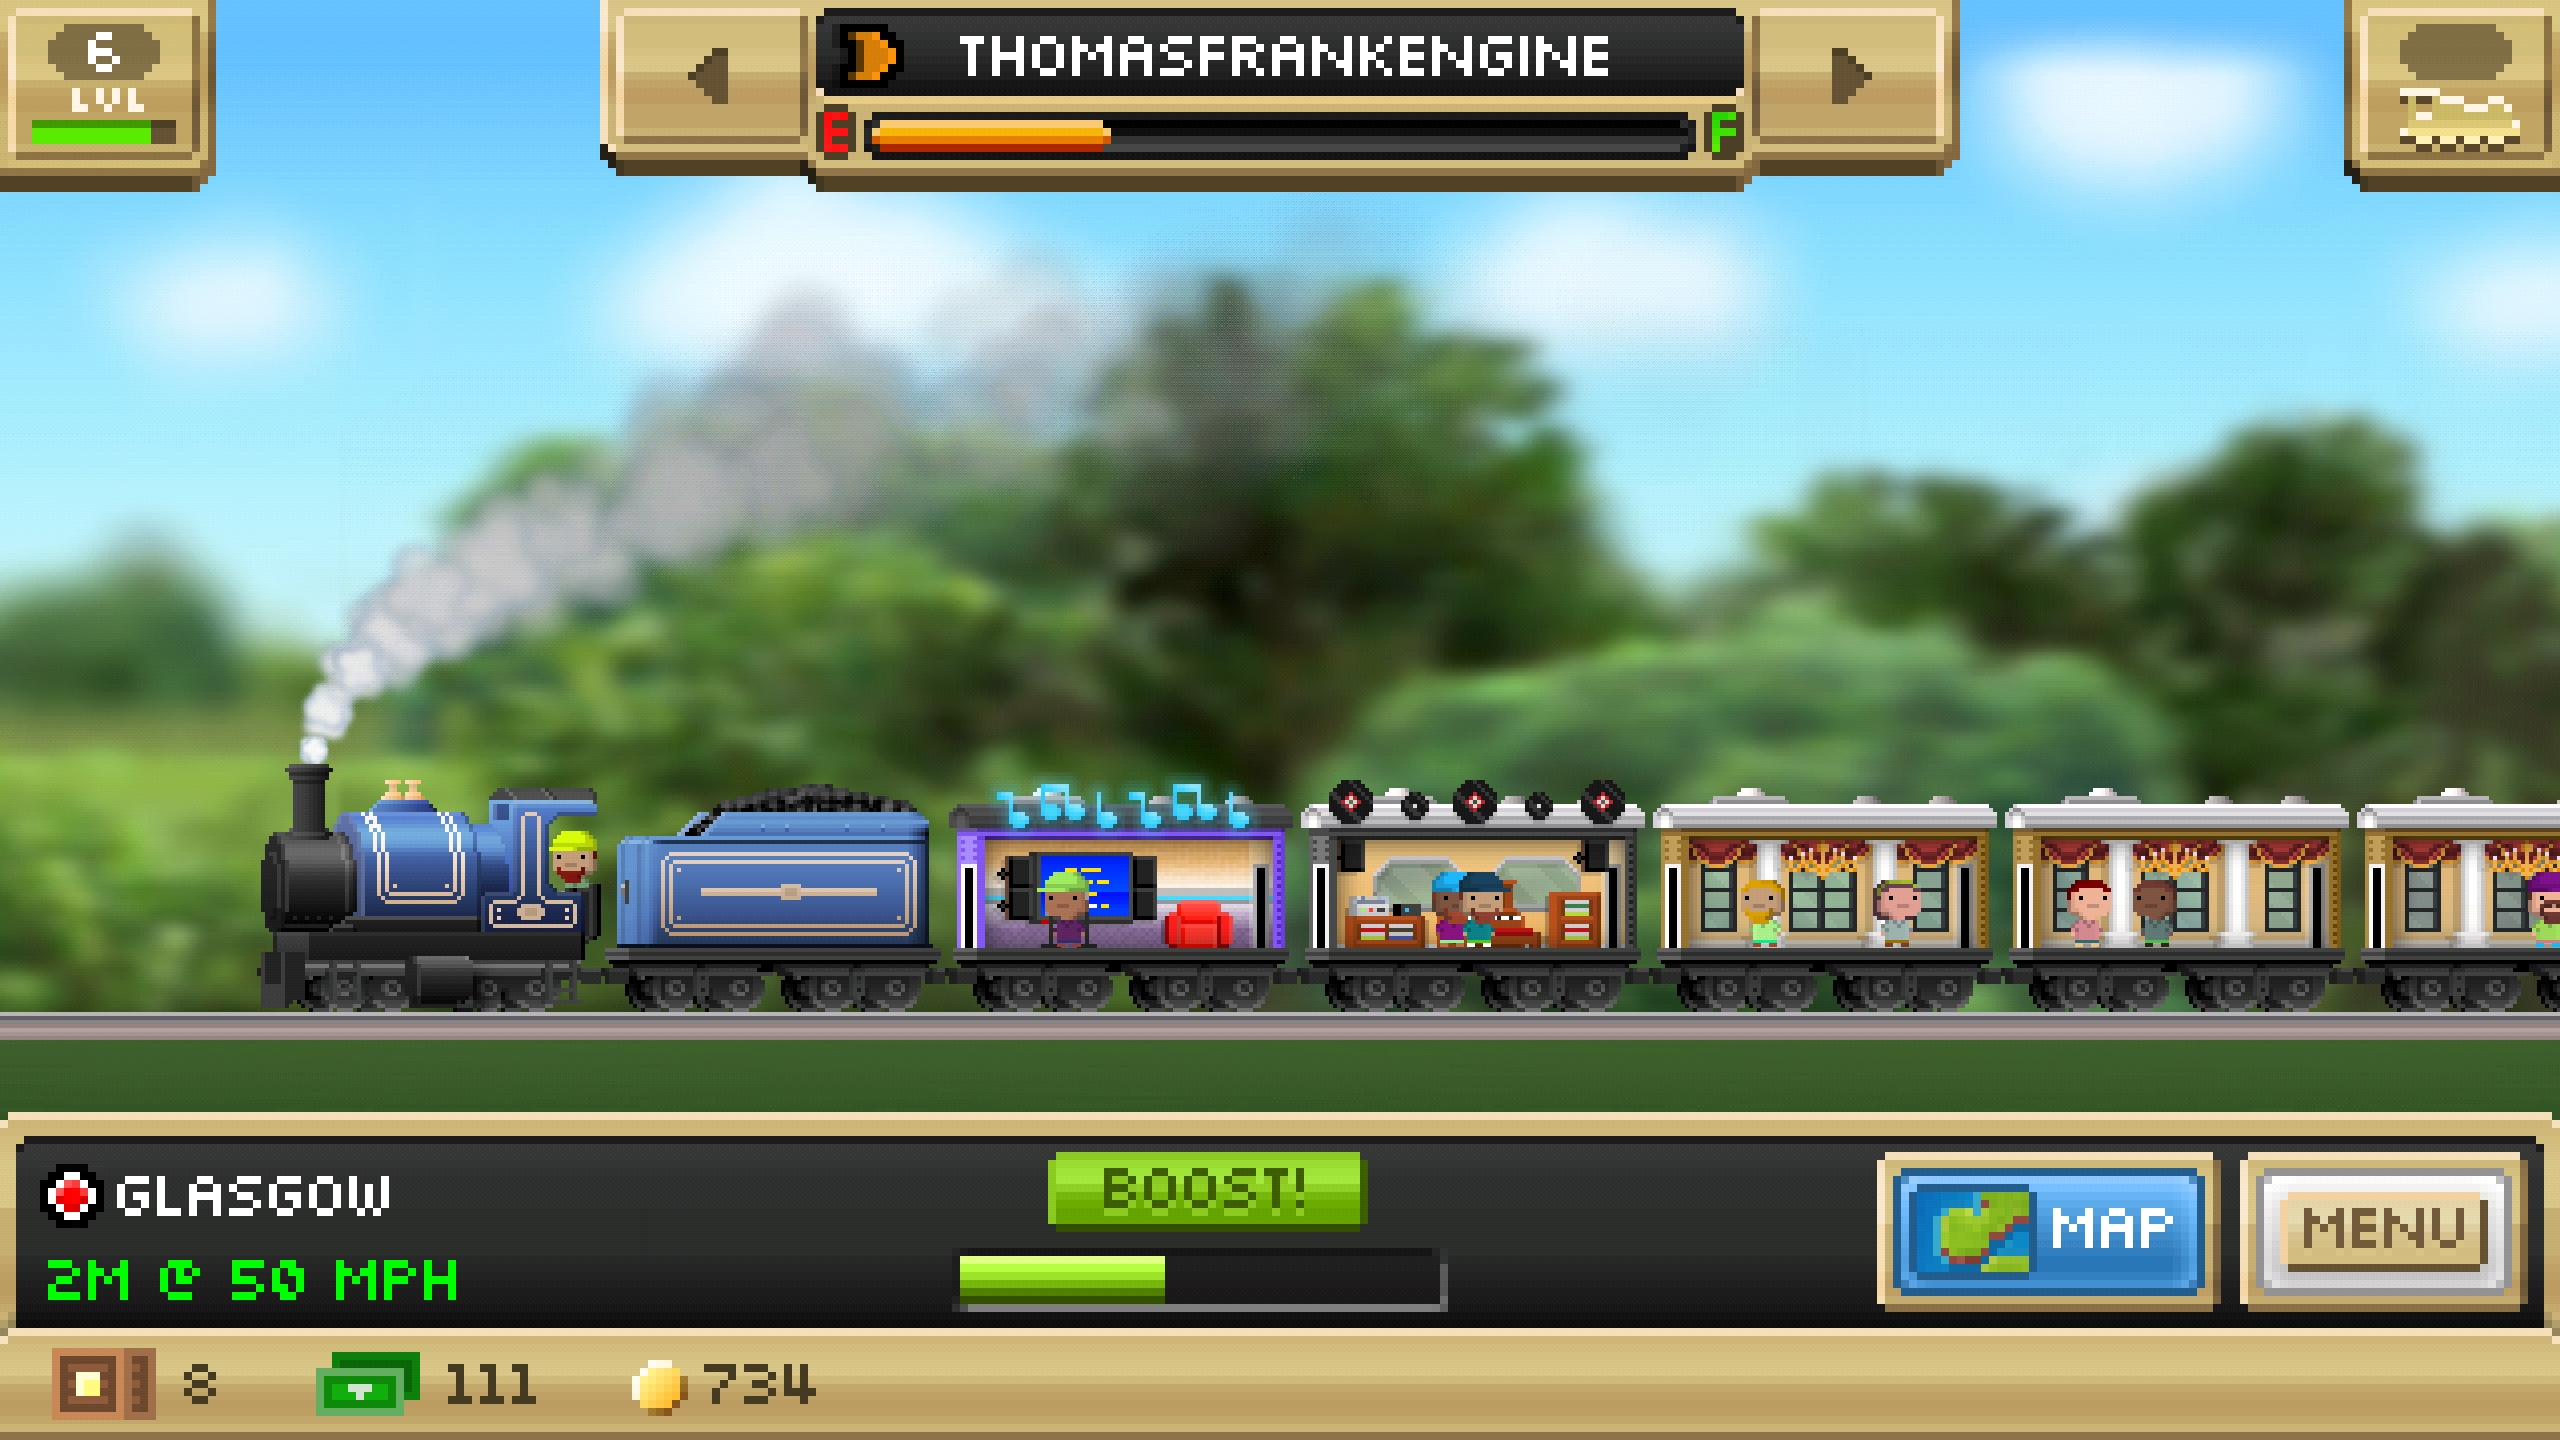 6
LVL
THOMASFRANKENGINE
E F
GLASGOW
2M @ 50 MPH
BOOST!
MAP
MENU
8
111
734